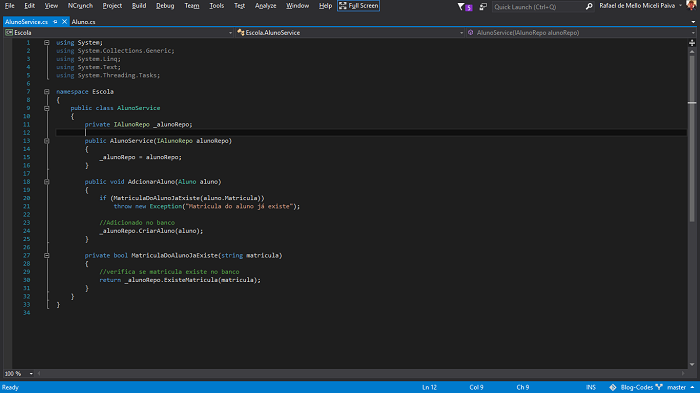 File Edit View NCrunch Project Build Debug Team Tools Test Analyze Window Help Full Screen 5 Quick Launch (Ctrl+Q) Rafael de Mello Miceli Paiva
AlunoService.cs Aluno.cs
Escola Escola.AlunoService AlunoService(IAlunoRepo alunoRepo)
1 using System;
2 using System.Collections.Generic;
3 using System.Linq;
4 using System.Text;
5 using System.Threading.Tasks;
6
7 namespace Escola
8 {
9 public class AlunoService
10 {
11 private IAlunoRepo _alunoRepo;
12
13 public AlunoService(IAlunoRepo alunoRepo)
14 {
15 _alunoRepo = alunoRepo;
16 }
17
18 public void AdcionarAluno(Aluno aluno)
19 {
20 if (MatriculaDoAlunoJaExiste(aluno.Matricula))
21 throw new Exception("Matricula do aluno já existe");
22
23 //Adicionado no banco
24 _alunoRepo.CriarAluno(aluno);
25 }
26
27 private bool MatriculaDoAlunoJaExiste(string matricula)
28 {
29 //verifica se matricula existe no banco
30 return _alunoRepo.ExisteMatricula(matricula);
31 }
32 }
33 }
34
100 %
Ready Ln 12 Col 9 Ch 9 INS Blog-Codes master